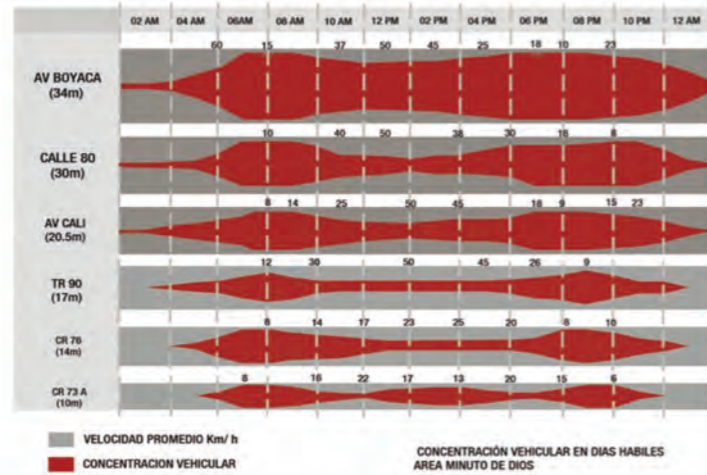 02 AM 04 AM 06AM 08 AM 10 AM 12 PM 02 PM 04 PM 06 PM 08 PM 10 PM 12 AM
60 15 37 50 45 25 18 10 23
AV BOYACA
(34m)
10 40 50 38 30 18 8
CALLE 80
(30m)
8 14 25 50 45 18 9 15 23
AV CALI
(20.5m)
12 30 50 45 26 9
TR 90
(17m)
8 14 17 23 25 20 6 10
CR 76
(14m)
8 16 22 17 13 20 15 6
CR 73 A
(10m)
VELOCIDAD PROMEDIO Km/ h
CONCENTRACION VEHICULAR
CONCENTRACIÓN VEHICULAR EN DIAS HABILES
AREA MINUTO DE DIOS